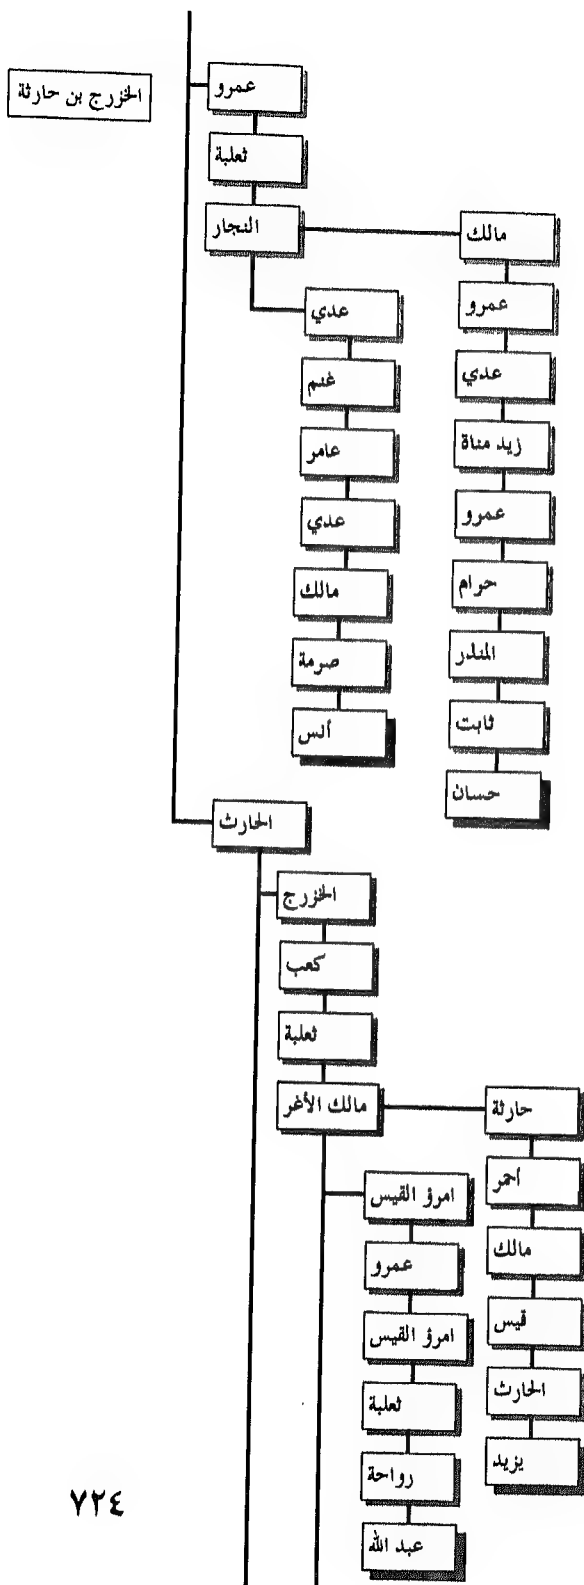 الخزرج بن حارثة
عمرو
ثعلبة
النجار
مالك
عمرو
عدي
زيد مناة
عمرو
حرام
المنذر
ثابت
حسان
عدي
غنم
عامر
عدي
مالك
صرمة
أنس
الحارث
الخزرج
كعب
ثعلبة
مالك الأغر
حارثة
أحمر
مالك
قيس
الحارث
يزيد
امرؤ القيس
عمرو
امرؤ القيس
ثعلبة
رواحة
عبد الله
٧٢٤